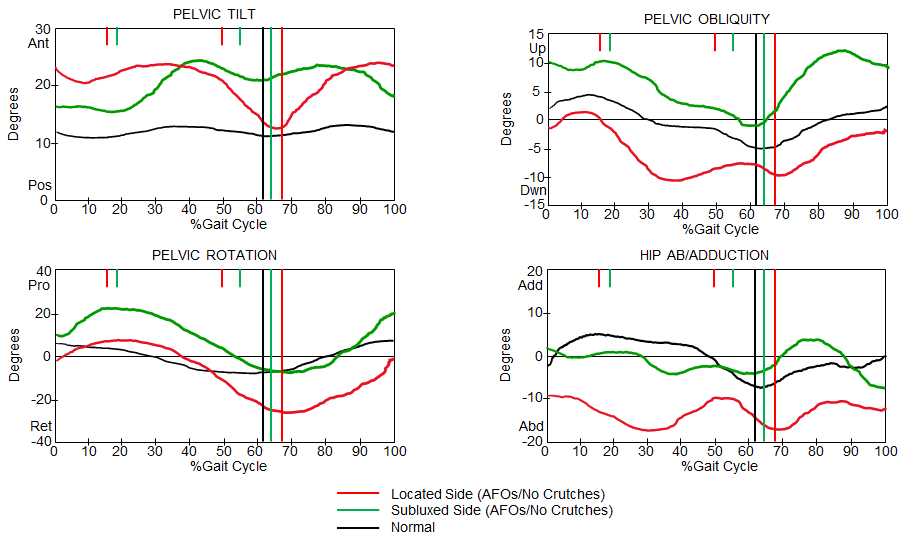 PELVIC TILT
30
Ant
20
Degrees
10
Pos
0
0 10 20 30 40 50 60 70 80 90 100
%Gait Cycle
PELVIC OBLIQUITY
15
Up
10
5
Degrees
0
-5
-10
Dwn
-15
0 10 20 30 40 50 60 70 80 90 100
%Gait Cycle
PELVIC ROTATION
40
Pro
20
Degrees
0
-20
Ret
-40
0 10 20 30 40 50 60 70 80 90 100
%Gait Cycle
HIP AB/ADDUCTION
20
Add
10
Degrees
0
-10
Abd
-20
0 10 20 30 40 50 60 70 80 90 100
%Gait Cycle
Located Side (AFOs/No Crutches)
Subluxed Side (AFOs/No Crutches)
Normal